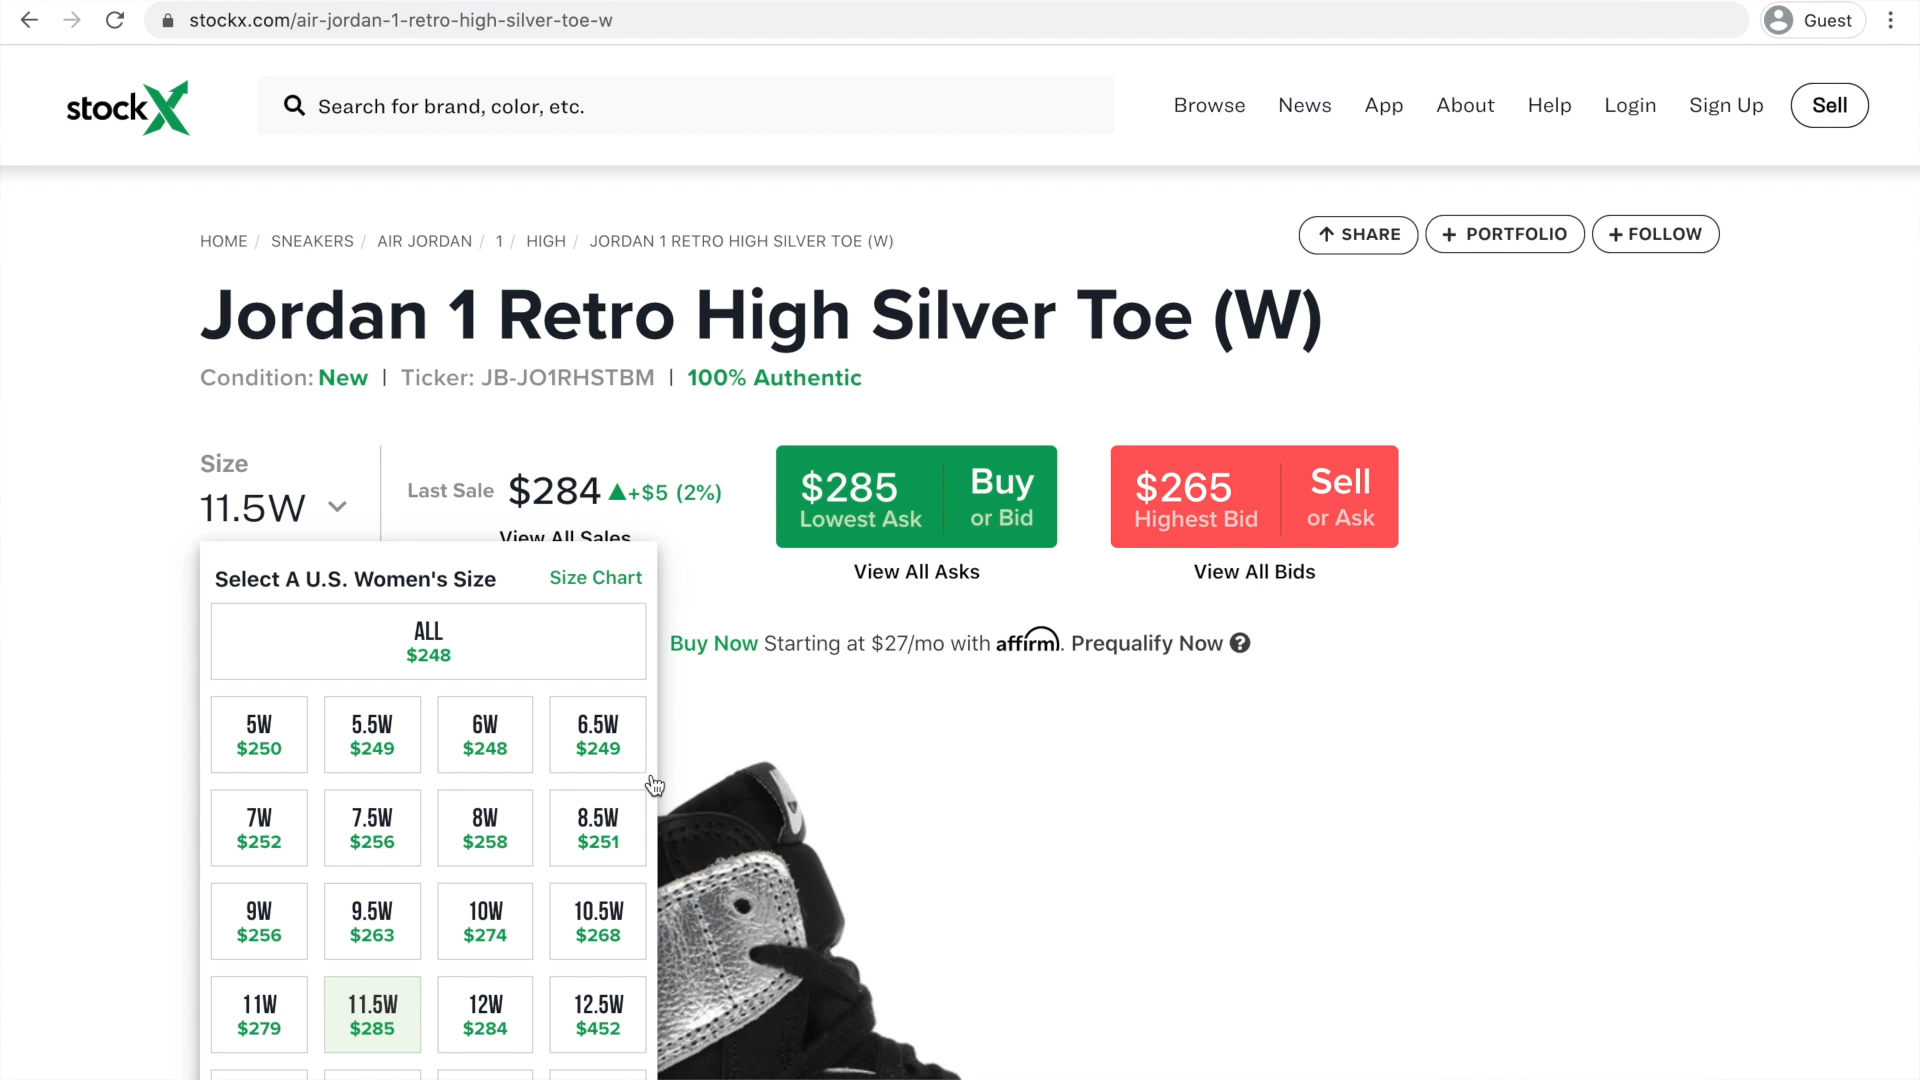 stockx.com/air-jordan-1-retro-high-silver-toe-w
Guest
stockX
Search for brand, color, etc.
Browse News App About Help Login Sign Up Sell
HOME / SNEAKERS / AIR JORDAN / 1 / HIGH / JORDAN 1 RETRO HIGH SILVER TOE (W)
SHARE
+ PORTFOLIO
+ FOLLOW
Jordan 1 Retro High Silver Toe (W)
Condition: New | Ticker: JB-JO1RHSTBM | 100% Authentic
Size
11.5W
Last Sale $284 ▲+$5 (2%)
View All Sales
$285 Buy
Lowest Ask or Bid
View All Asks
$265 Sell
Highest Bid or Ask
View All Bids
Buy Now Starting at $27/mo with affirm. Prequalify Now ?
Select A U.S. Women's Size Size Chart
ALL
$248
5W 5.5W 6W 6.5W
$250 $249 $248 $249
7W 7.5W 8W 8.5W
$252 $256 $258 $251
9W 9.5W 10W 10.5W
$256 $263 $274 $268
11W 11.5W 12W 12.5W
$279 $285 $284 $452